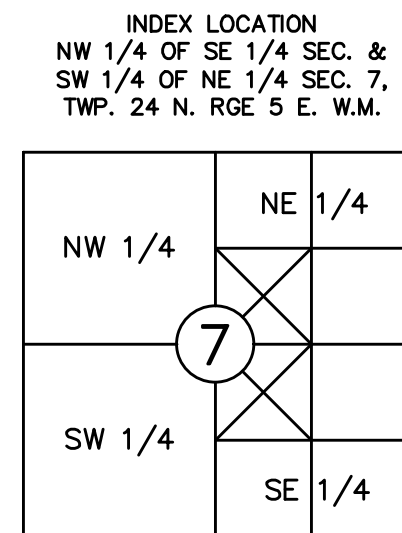 INDEX LOCATION
NW 1/4 OF SE 1/4 SEC. &
SW 1/4 OF NE 1/4 SEC. 7,
TWP. 24 N. RGE 5 E. W.M.
NE 1/4
NW 1/4
7
SW 1/4
SE 1/4